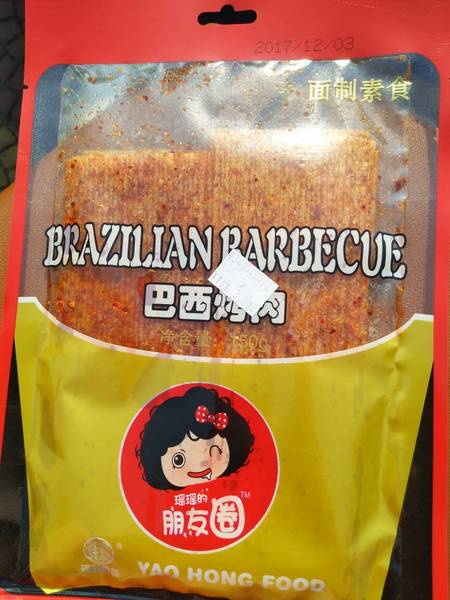 2017/12/03
面制素食
BRAZILIAN BARBECUE
巴西烤肉
净含量: 150g
瑶瑶的
朋友圈 TM
YAO HONG FOOD